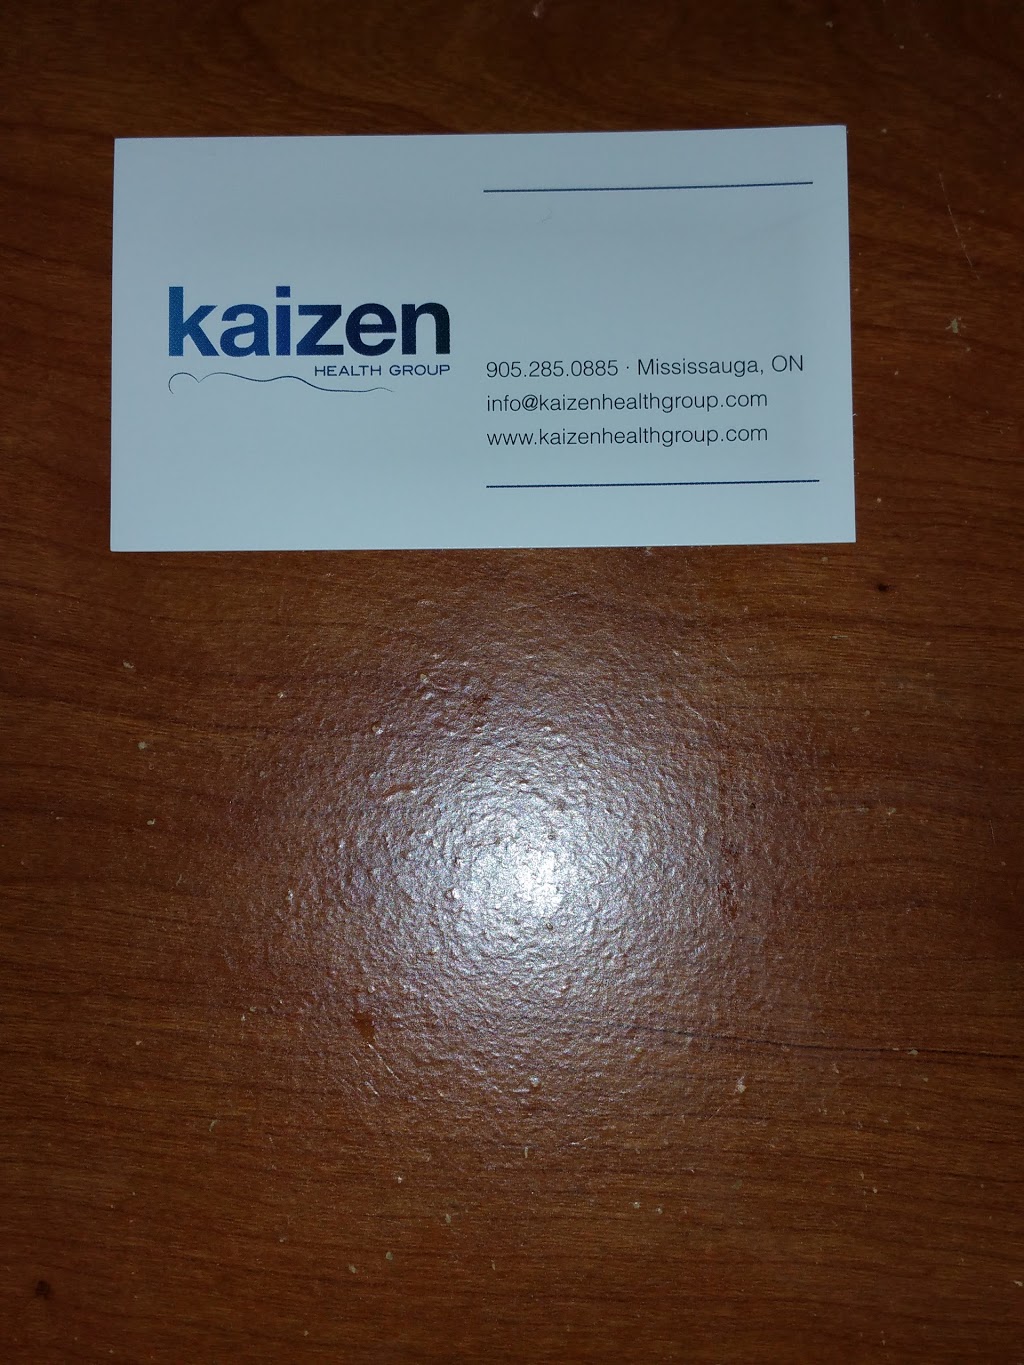 kaizen
HEALTH GROUP
905.285.0885 · Mississauga, ON
info@kaizenhealthgroup.com
www.kaizenhealthgroup.com